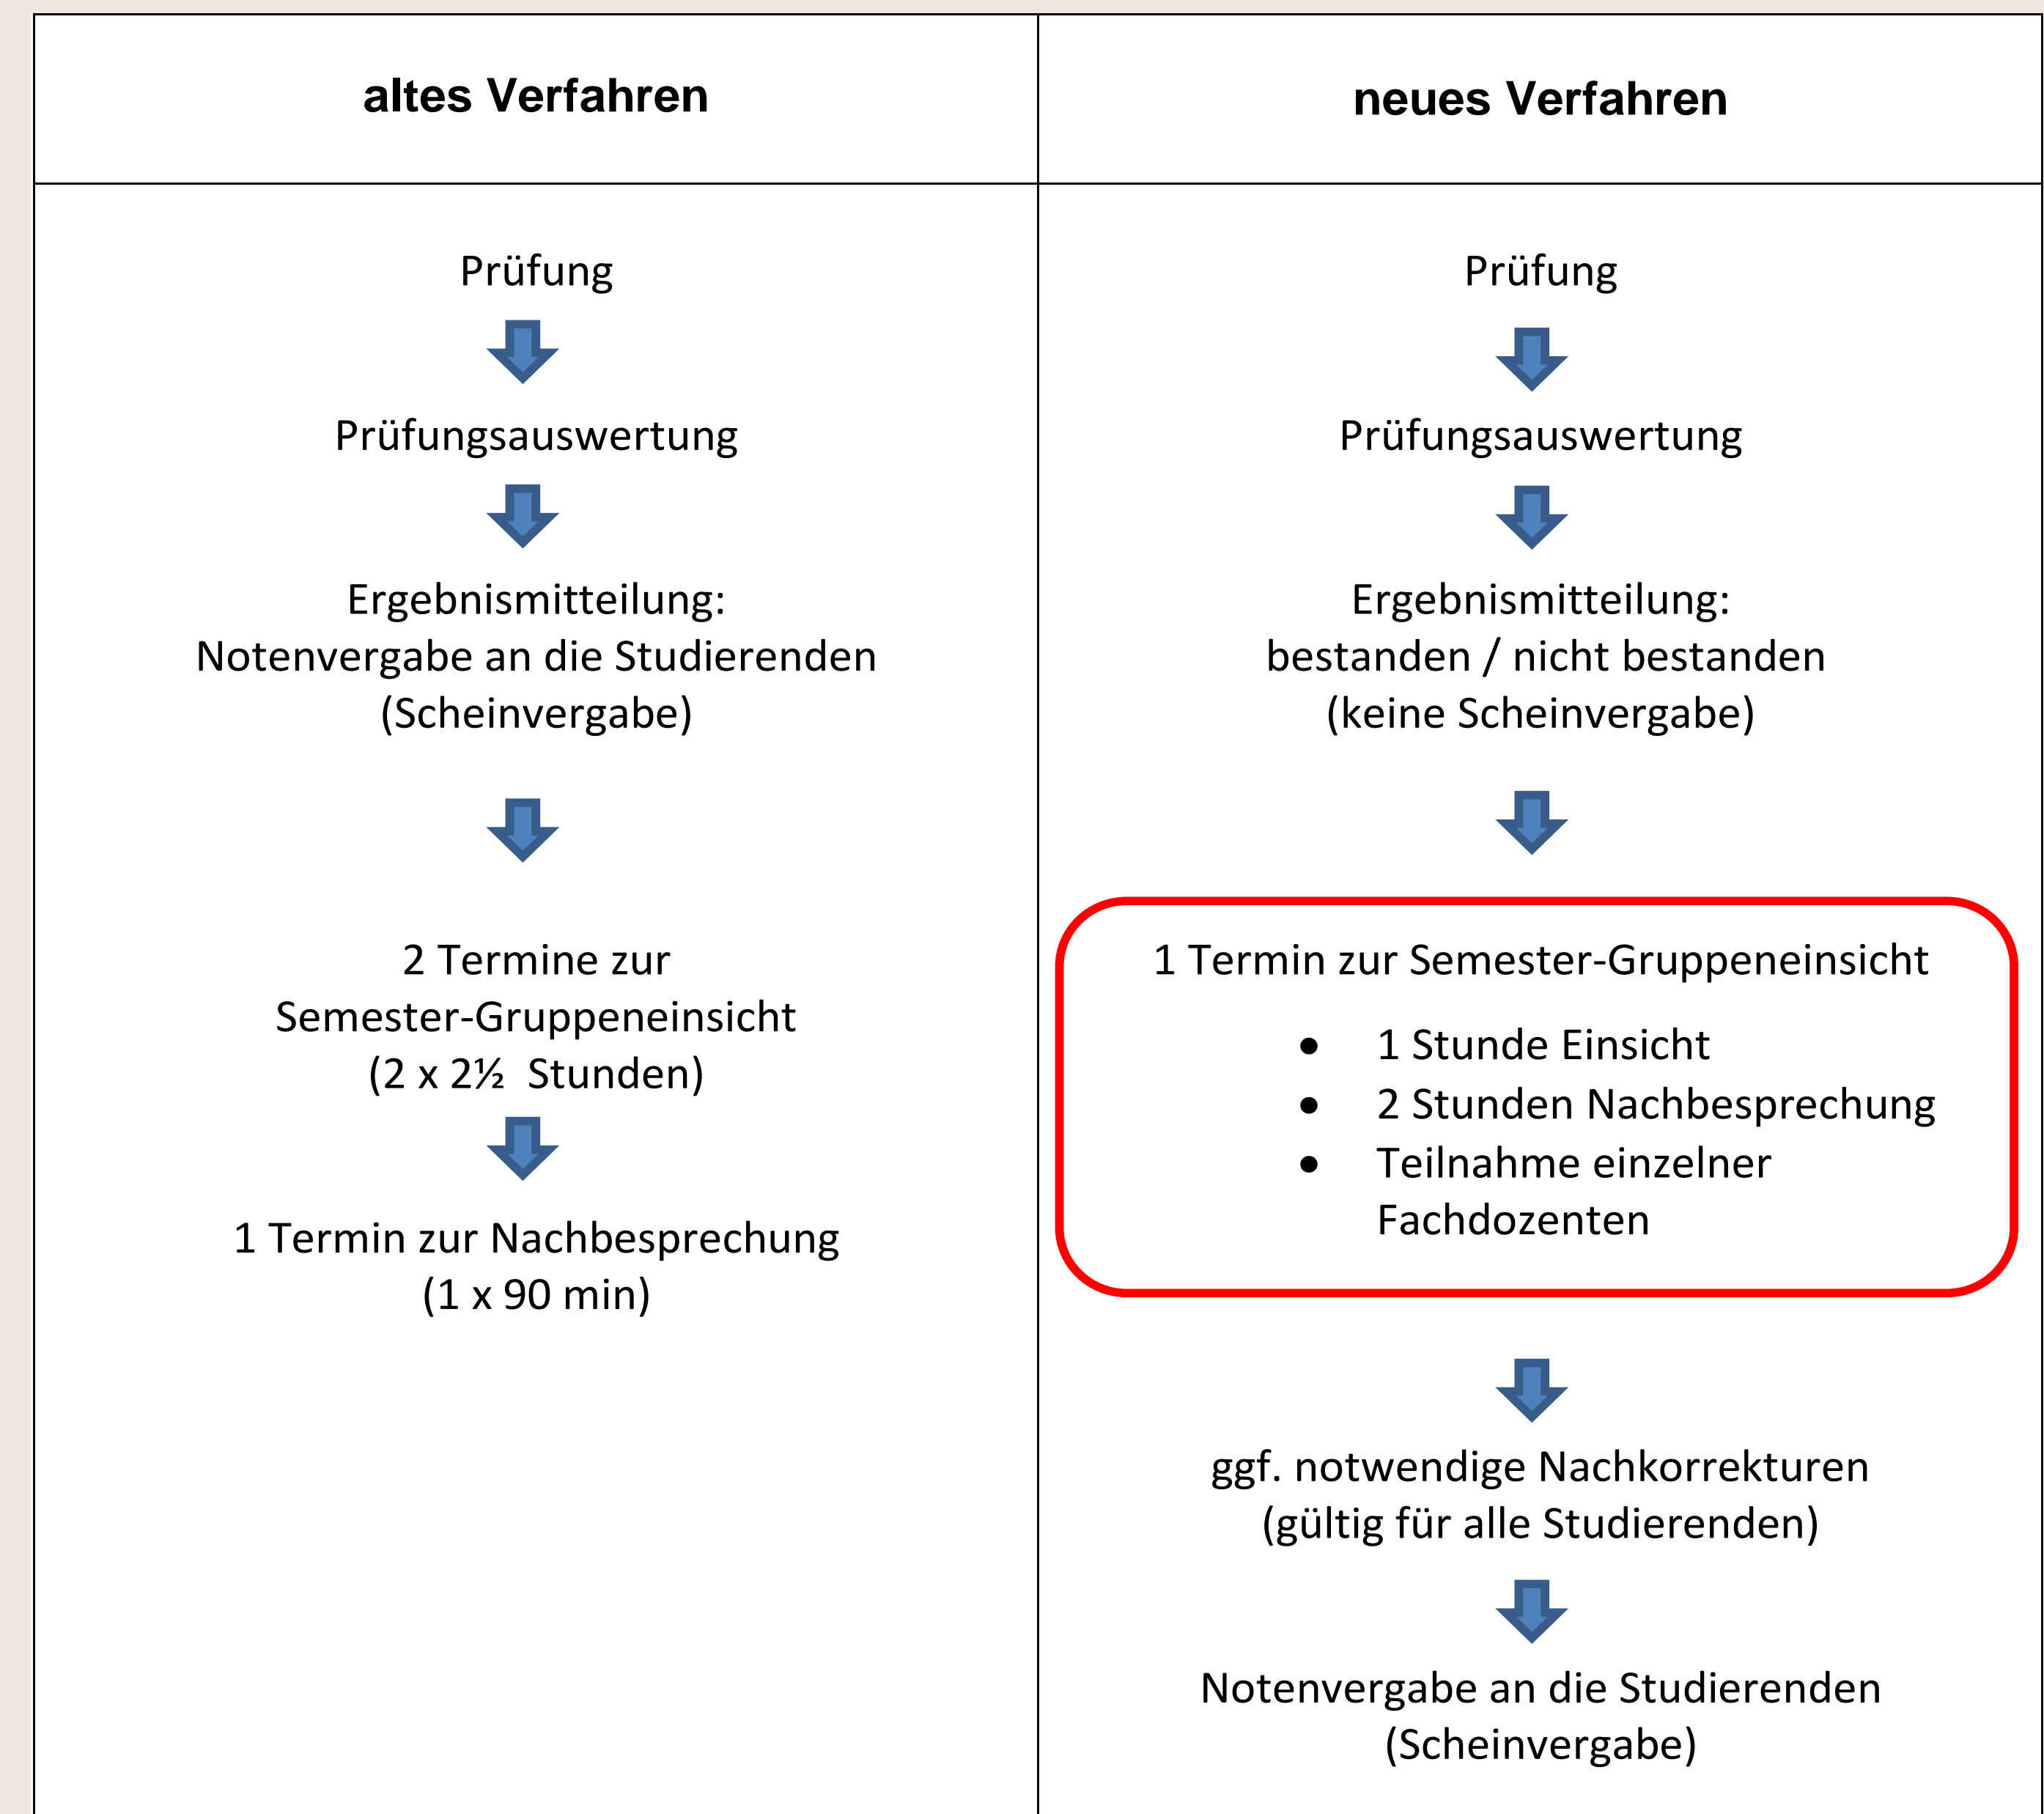 altes Verfahren
neues Verfahren
Prüfung
Prüfungsauswertung
Ergebnismitteilung:
Notenvergabe an die Studierenden
(Scheinvergabe)
2 Termine zur
Semester-Gruppeneinsicht
(2 x 2½ Stunden)
1 Termin zur Nachbesprechung
(1 x 90 min)
Prüfung
Prüfungsauswertung
Ergebnismitteilung:
bestanden / nicht bestanden
(keine Scheinvergabe)
1 Termin zur Semester-Gruppeneinsicht
• 1 Stunde Einsicht
• 2 Stunden Nachbesprechung
• Teilnahme einzelner
Fachdozenten
ggf. notwendige Nachkorrekturen
(gültig für alle Studierenden)
Notenvergabe an die Studierenden
(Scheinvergabe)